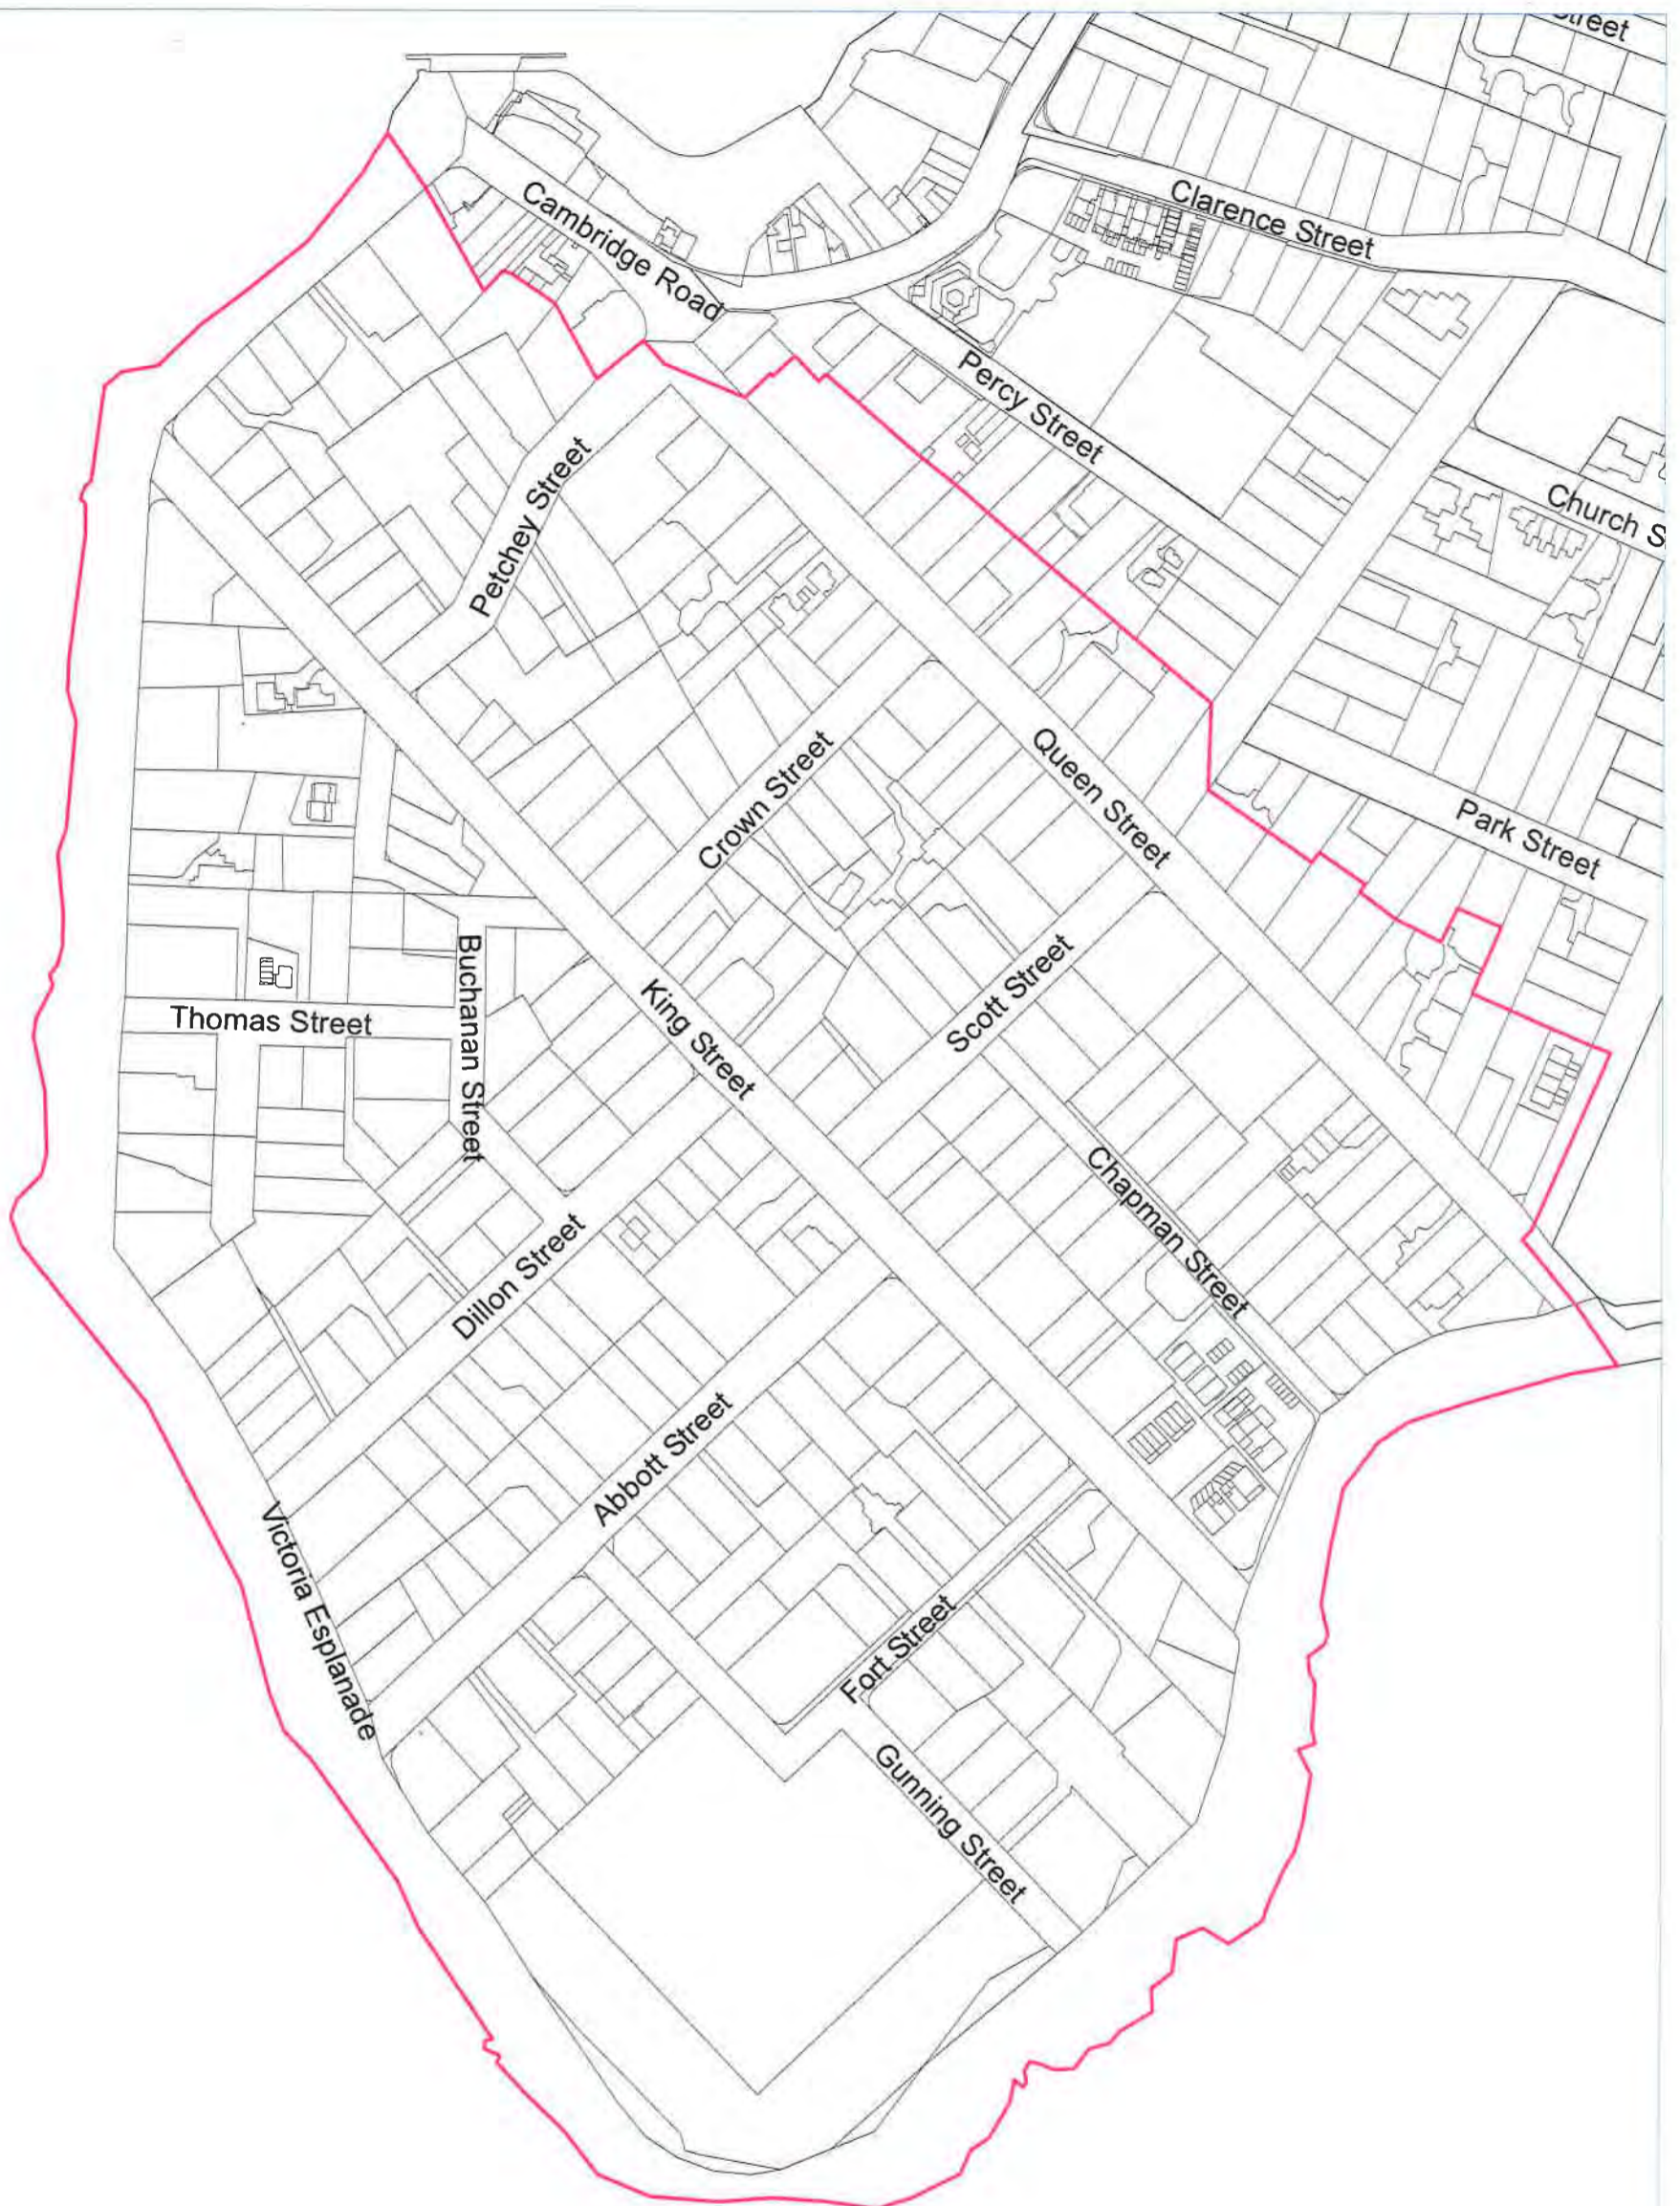 Street
Cambridge Road
Clarence Street
Percy Street
Church S
Petchey Street
Crown Street
Queen Street
Park Street
Buchanan Street
Thomas Street
King Street
Scott Street
Chapman Street
Dillon Street
Abbott Street
Victoria Esplanade
Fort Street
Gunning Street